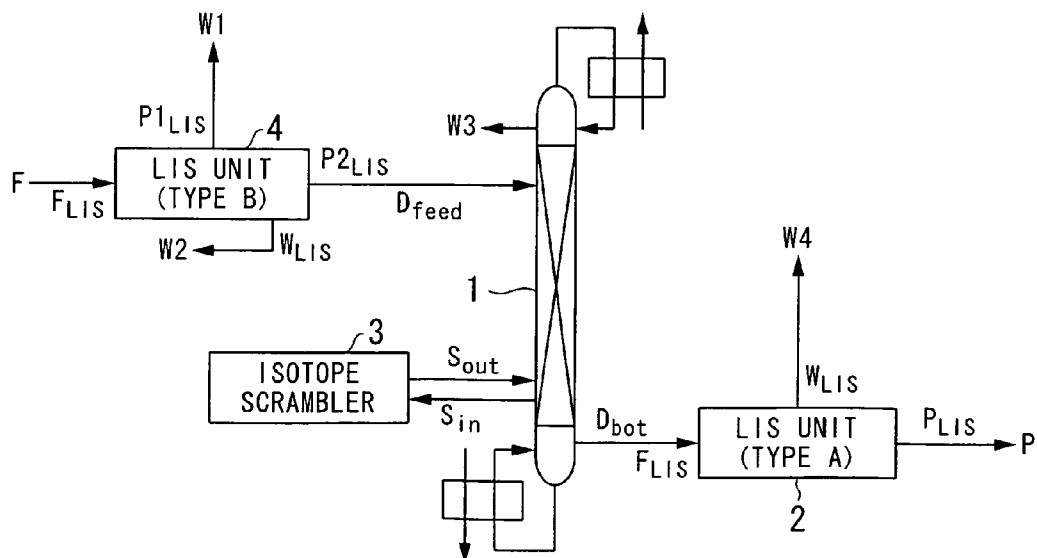 W1
P1LIS
4
W3
LIS UNIT
(TYPE B)
P2LIS
F
FLIS
Dfeed
W2
WLIS
W4
1
3
ISOTOPE
SCRAMBLER
Sout
Sin
WLIS
Dbot
FLIS
LIS UNIT
(TYPE A)
PLIS
P
2